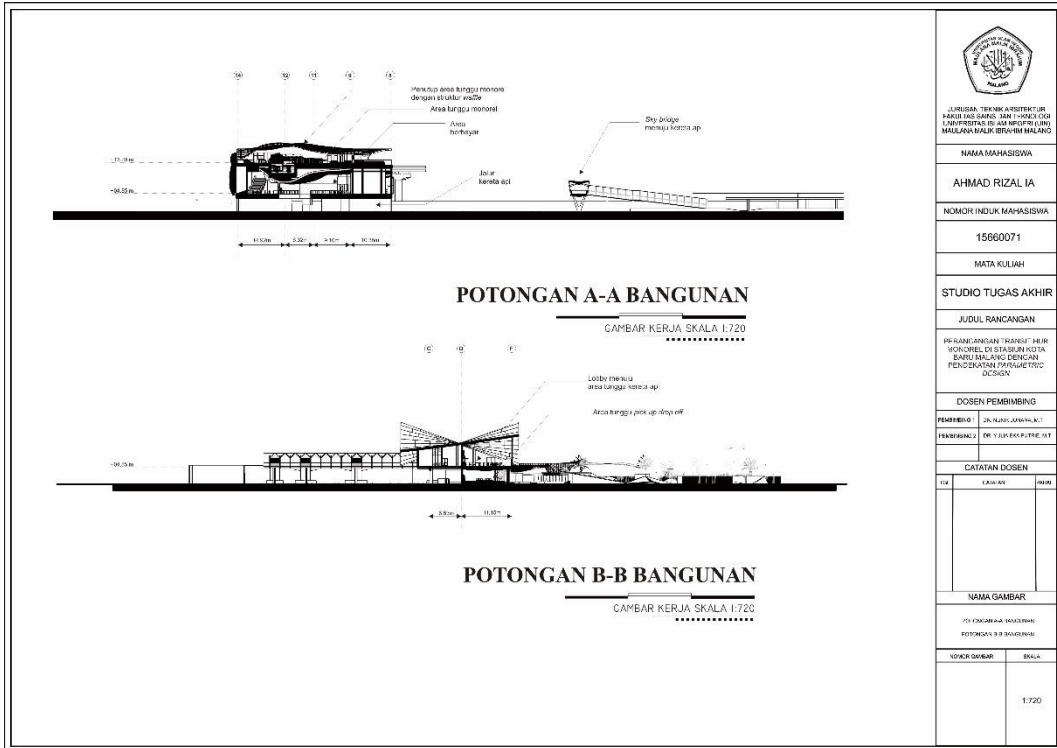 Penutup area tunggu monorel
dengan struktur waffle
Area tunggu monorel
Area
berbayar
Jalur
kereta api
Sky bridge
menuju kereta api
POTONGAN A-A BANGUNAN
GAMBAR KERJA SKALA 1:720
Lobby menuju
area tunggu kereta api
Area tunggu pick up drop off
POTONGAN B-B BANGUNAN
GAMBAR KERJA SKALA 1:720
MAULANA MALIK IBRAHIM
MALANG
JURUSAN TEKNIK ARSITEKTUR
FAKULTAS SAINS DAN TEKNOLOGI
UNIVERSITAS ISLAM NEGERI (UIN)
MAULANA MALIK IBRAHIM MALANG
NAMA MAHASISWA
AHMAD RIZAL IA
NOMOR INDUK MAHASISWA
15660071
MATA KULIAH
STUDIO TUGAS AKHIR
JUDUL RANCANGAN
PERANCANGAN TRANSIT HUB
MONOREL DI STASIUN KOTA
BARU MALANG DENGAN
PENDEKATAN PARAMETRIC
DESIGN
DOSEN PEMBIMBING
PEMBIMBING 1
PEMBIMBING 2
CATATAN DOSEN
CATATAN
NAMA GAMBAR
POTONGAN A-A BANGUNAN
POTONGAN B-B BANGUNAN
NOMOR GAMBAR SKALA
1:720